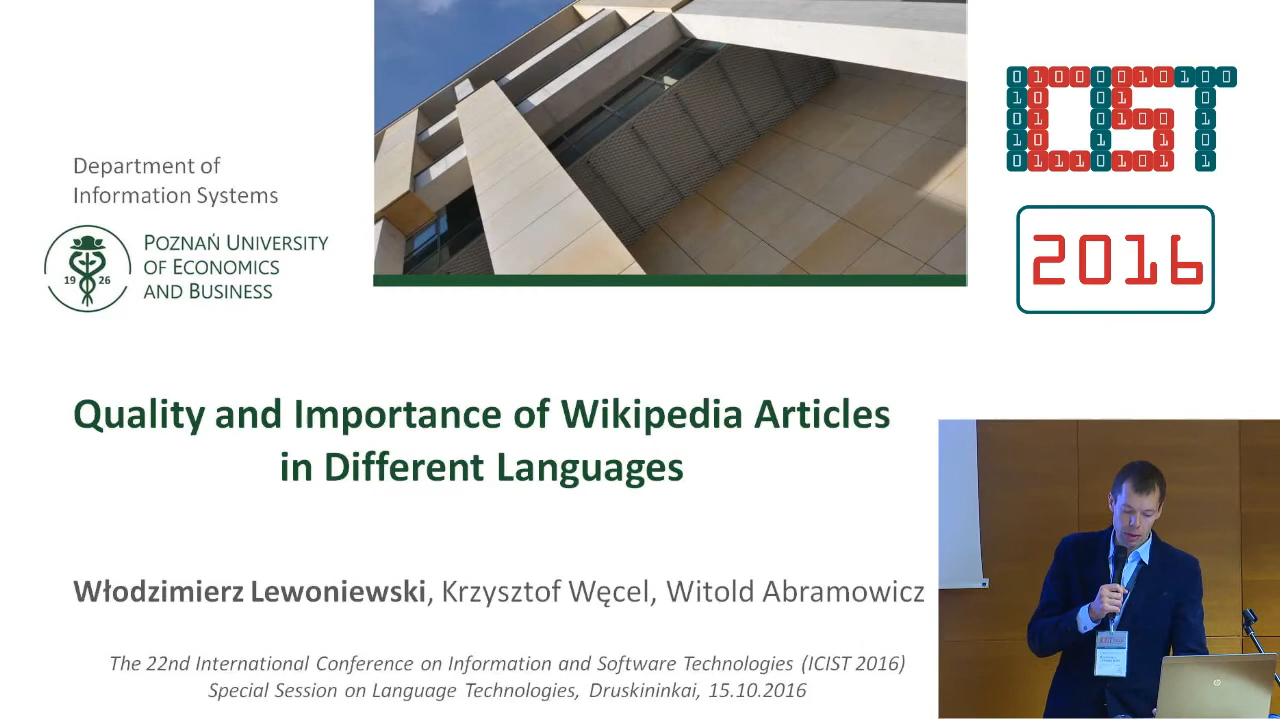 Department of
Information Systems
19 26
POZNAŃ UNIVERSITY
OF ECONOMICS
AND BUSINESS
ICIST
2016
Quality and Importance of Wikipedia Articles
in Different Languages
Włodzimierz Lewoniewski, Krzysztof Węcel, Witold Abramowicz
The 22nd International Conference on Information and Software Technologies (ICIST 2016)
Special Session on Language Technologies, Druskininkai, 15.10.2016